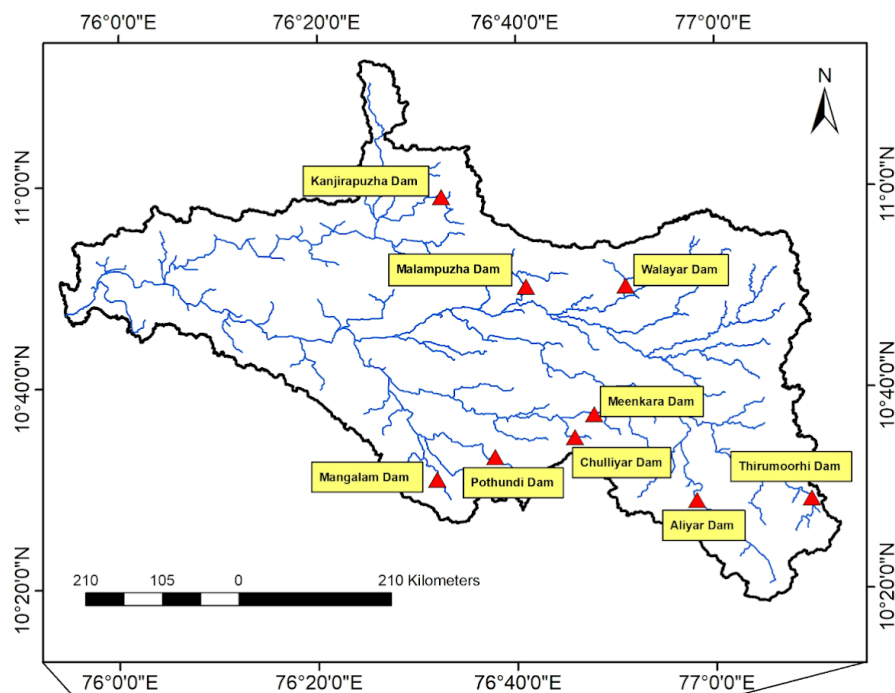 76°0'0"E 76°20'0"E 76°40'0"E 77°0'0"E
N
11°0'0"N
11°0'0"N
Kanjirapuzha Dam
Malampuzha Dam
Walayar Dam
10°40'0"N
10°40'0"N
Meenkara Dam
Chulliyar Dam
Thirumoorhi Dam
Mangalam Dam
Pothundi Dam
Aliyar Dam
210 105 0 210 Kilometers
10°20'0"N
10°20'0"N
76°0'0"E 76°20'0"E 76°40'0"E 77°0'0"E